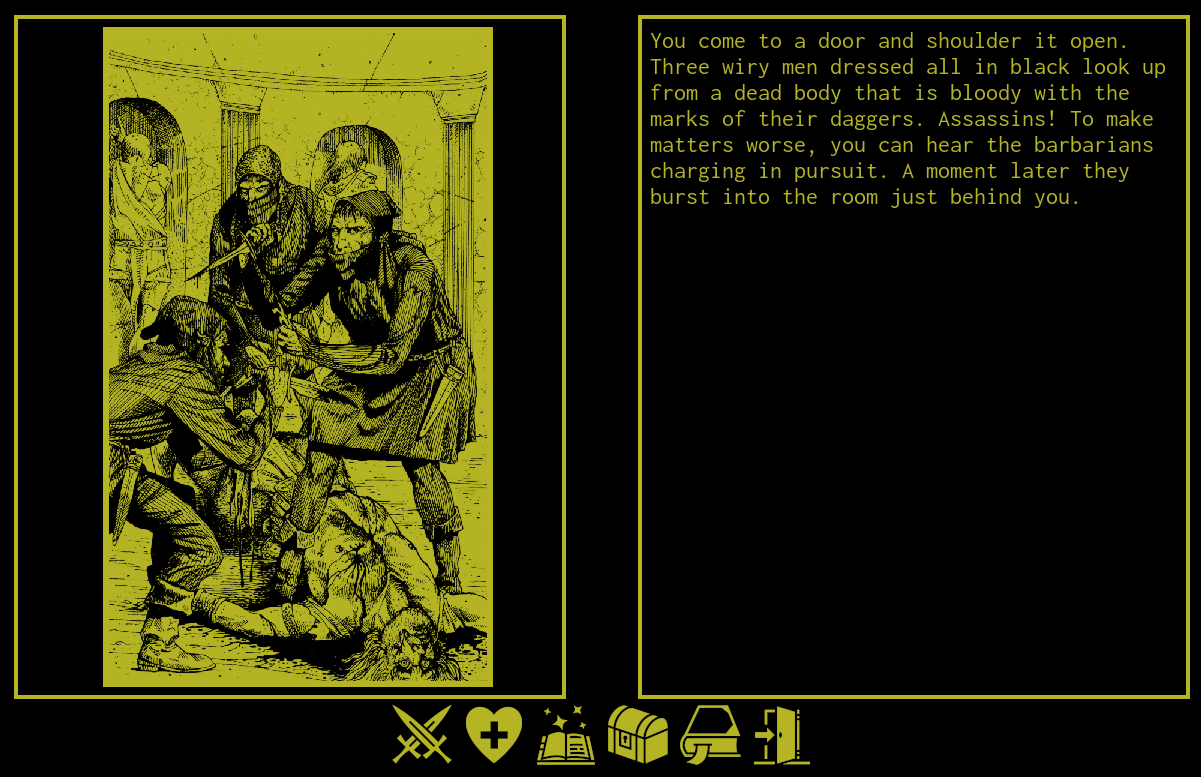 You come to a door and shoulder it open.
Three wiry men dressed all in black look up
from a dead body that is bloody with the
marks of their daggers. Assassins! To make
matters worse, you can hear the barbarians
charging in pursuit. A moment later they
burst into the room just behind you.